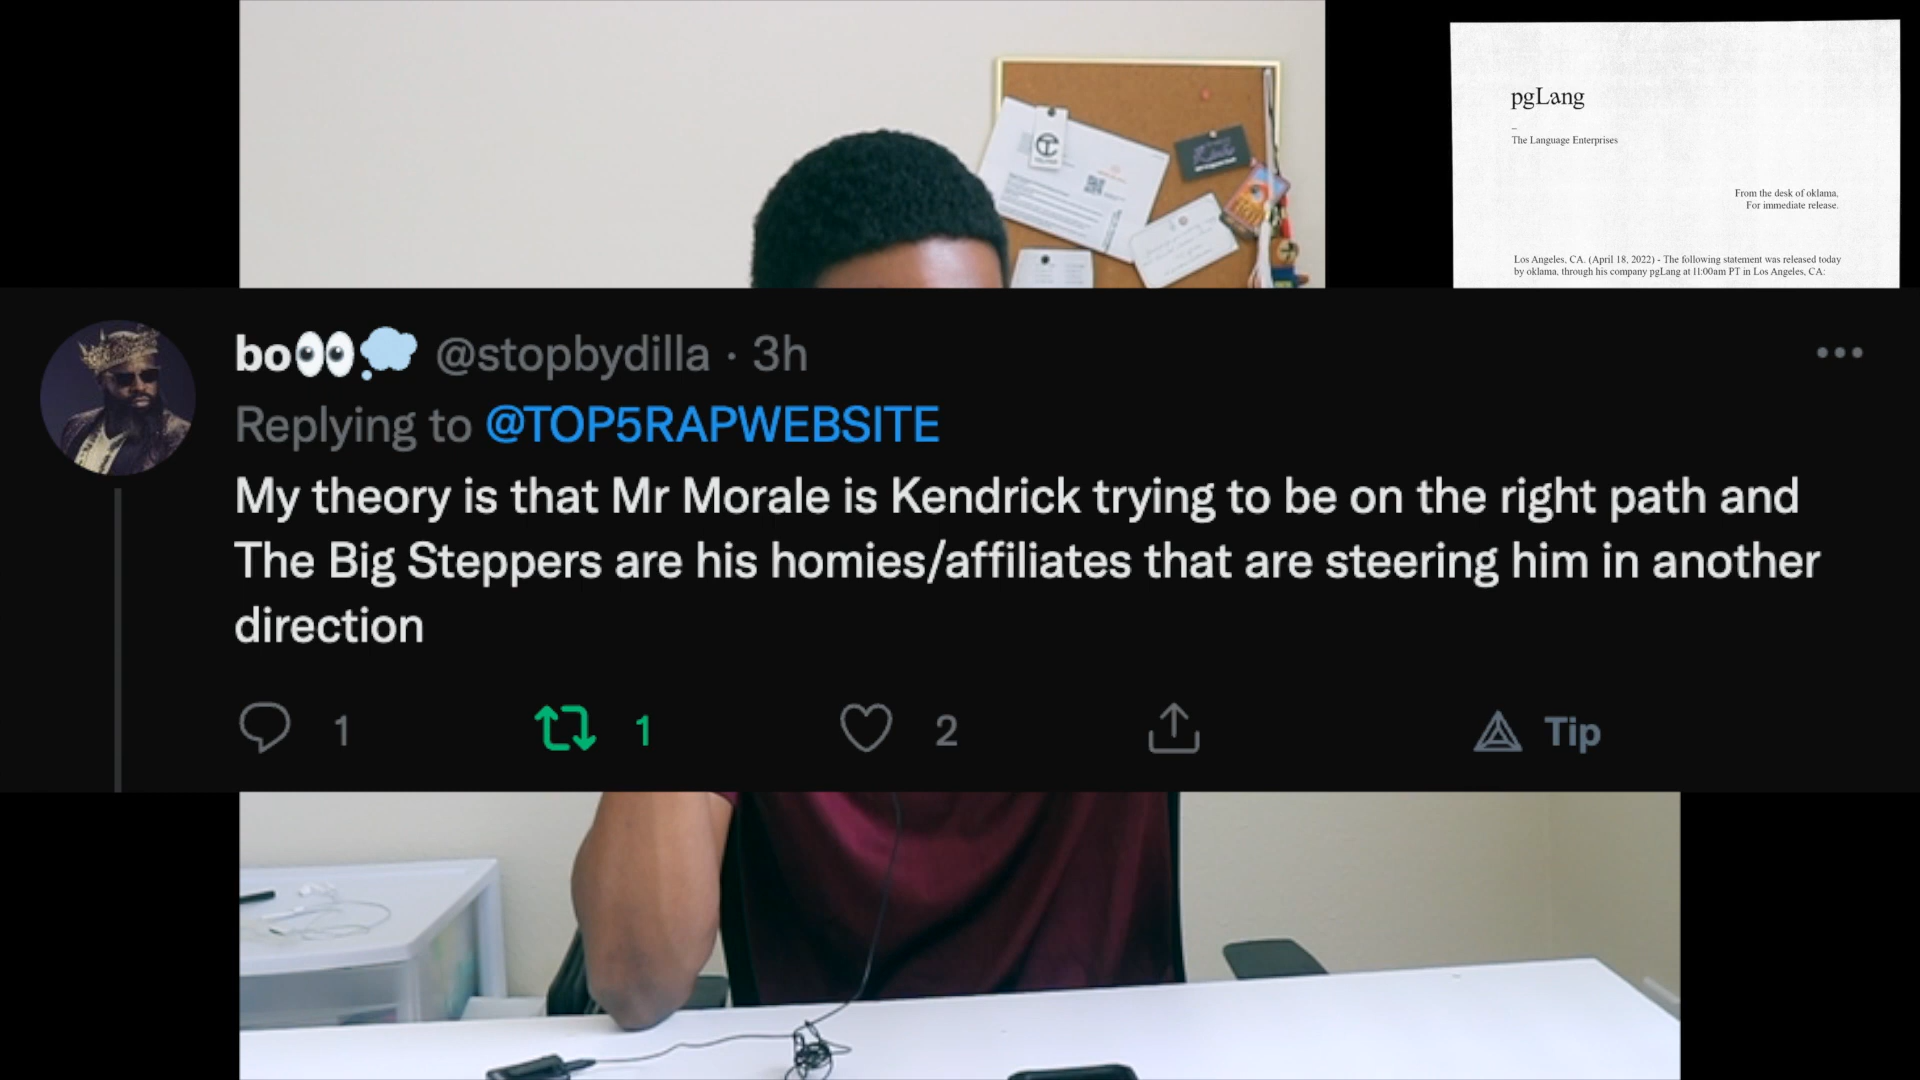 pgLang
–
The Language Enterprises
From the desk of oklama,
For immediate release.
Los Angeles, CA. (April 18, 2022) - The following statement was released today
by oklama, through his company pgLang at 11:00am PT in Los Angeles, CA:
bo👀💭 @stopbydilla · 3h
Replying to @TOP5RAPWEBSITE
My theory is that Mr Morale is Kendrick trying to be on the right path and
The Big Steppers are his homies/affiliates that are steering him in another
direction
1 1 2 Tip